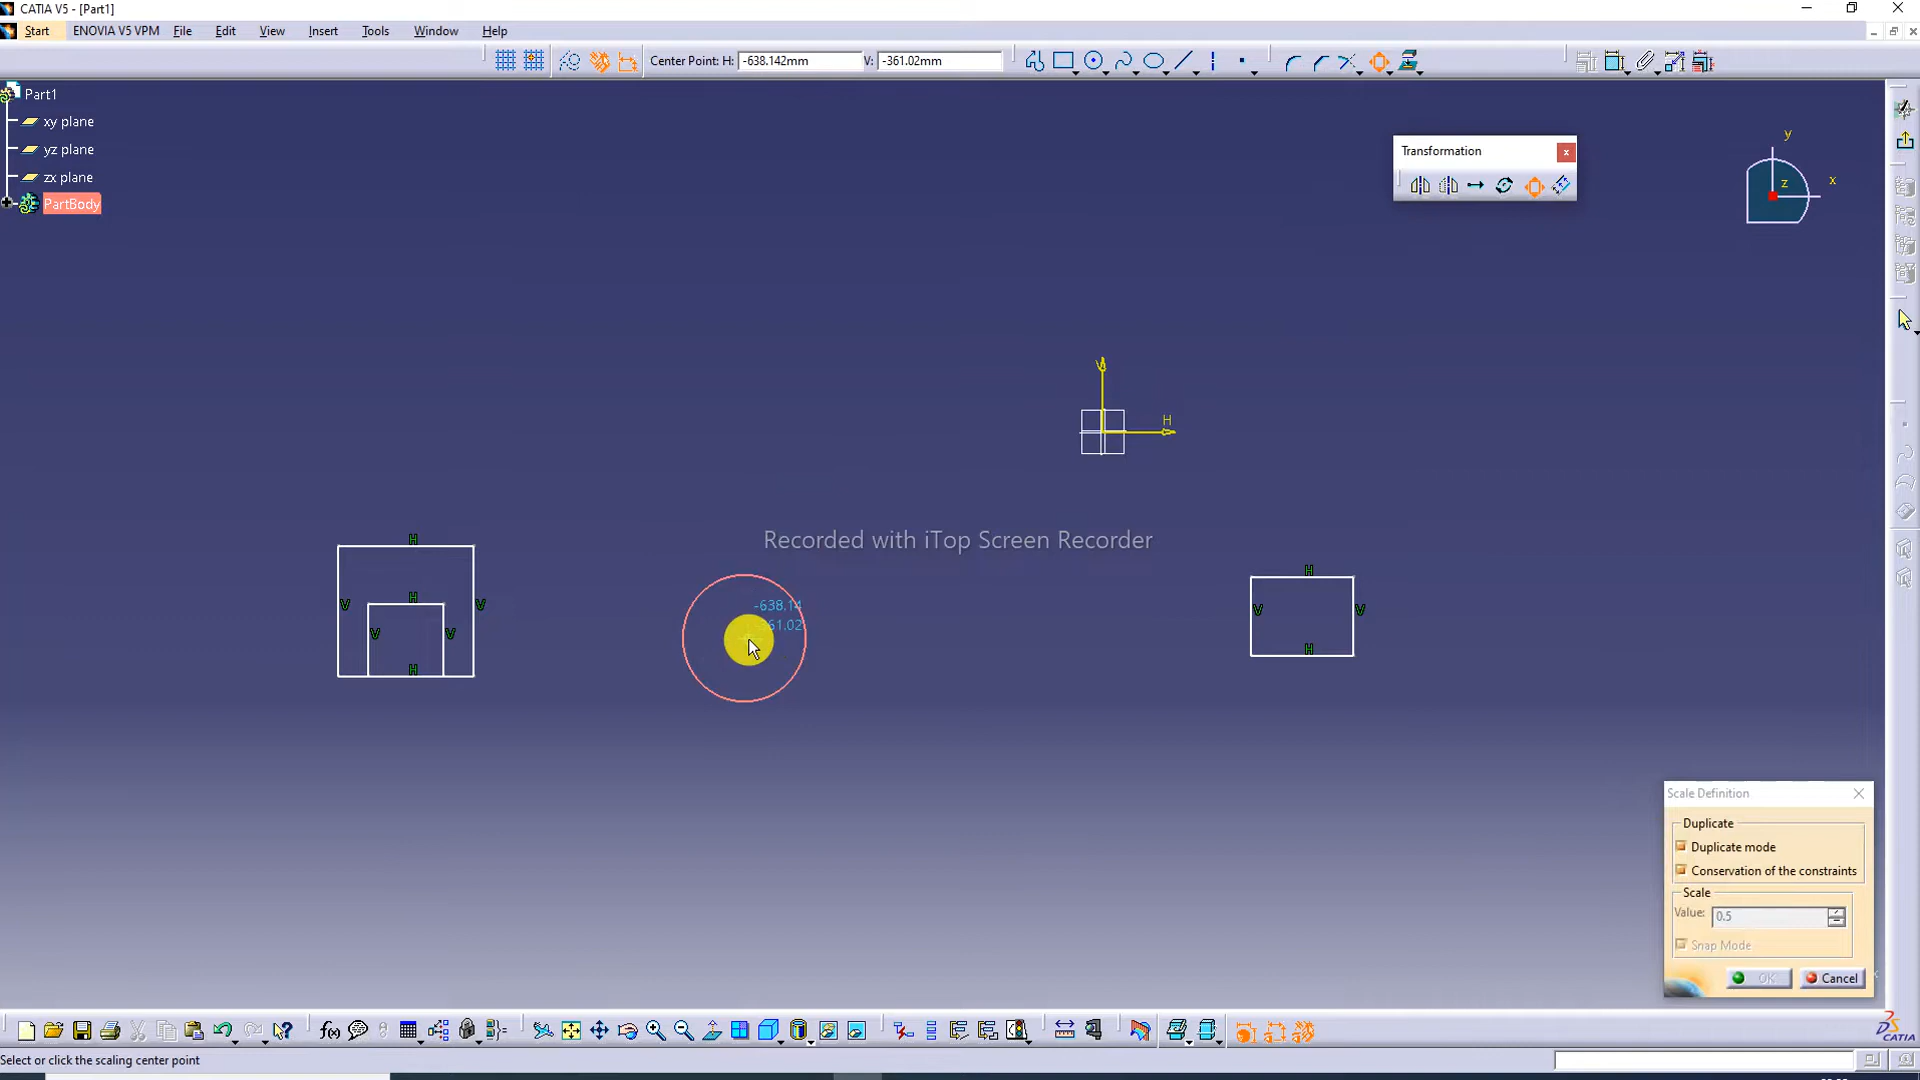 CATIA V5 - [Part1]
Start ENOVIA V5 VPM File Edit View Insert Tools Window Help
Center Point: H: -638.142mm V: -361.02mm
Part1
xy plane
yz plane
zx plane
PartBody
Transformation x
y
x
z
V
H
Recorded with iTop Screen Recorder
H
V V
H
V V
H
-638.14
-361.02
H
V V
H
Scale Definition
Duplicate
Duplicate mode
Conservation of the constraints
Scale
Value: 0.5
Snap Mode
OK Cancel
f(x)
CATIA
Select or click the scaling center point